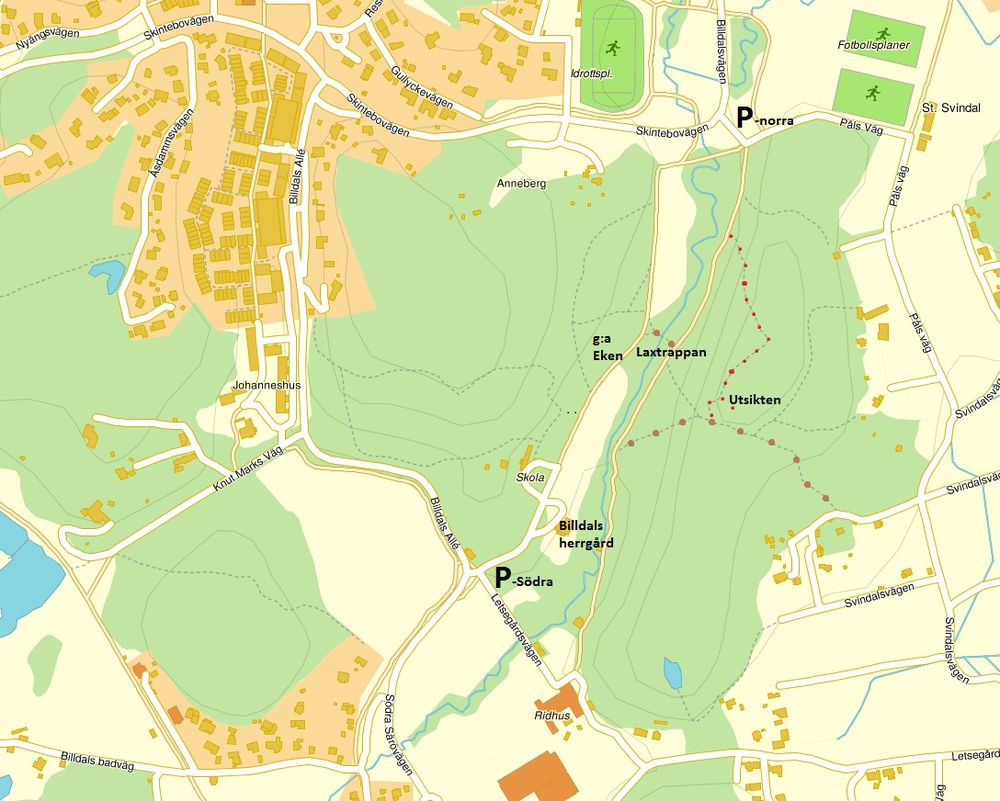 Nyängsvägen
Skintebovägen
Gullyckevägen
Skintebovägen
Idrottspl.
Billdalsvägen
Fotbollsplaner
P-norra
St. Svindal
Skintebovägen
Påls Väg
Åsdammsvägen
Billdals Allé
Anneberg
Påls väg
g:a
Eken
Laxtrappan
Påls väg
Johanneshus
Utsikten
Knut Marks Väg
Skola
Billdals Allé
Billdals
herrgård
P-Södra
Svindalsvägen
Letsegårdsvägen
Svindalsvägen
Ridhus
Södra Särövägen
Billdals badväg